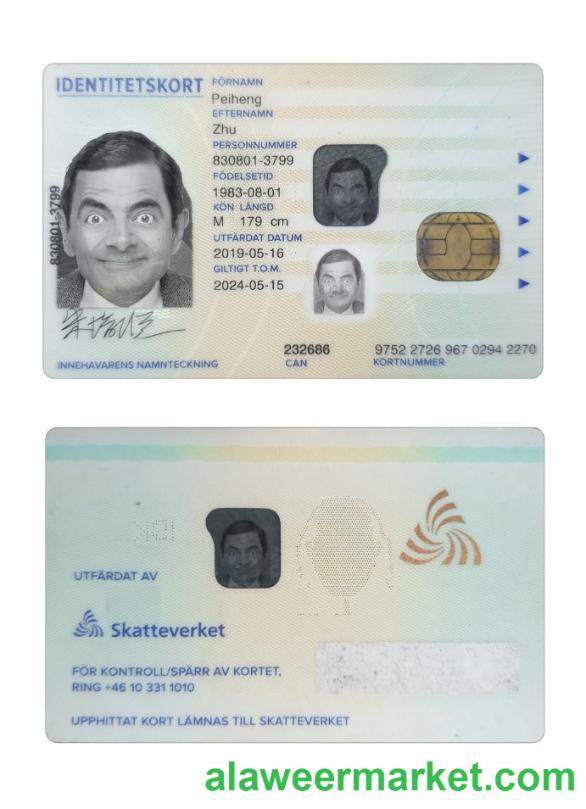 IDENTITETSKORT
FÖRNAMN
Peiheng
EFTERNAMN
Zhu
PERSONNUMMER
830801-3799
FÖDELSETID
1983-08-01
KÖN LÄNGD
M 179 cm
UTFÄRDAT DATUM
2019-05-16
GILTIGT T.O.M.
2024-05-15
830801-3799
INNEHAVARENS NAMNTECKNING
232686
CAN
9752 2726 967 0294 2270
KORTNUMMER
UTFÄRDAT AV
Skatteverket
FÖR KONTROLL/SPÄRR AV KORTET,
RING +46 10 331 1010
UPPHITTAT KORT LÄMNAS TILL SKATTEVERKET
alaweermarket.com